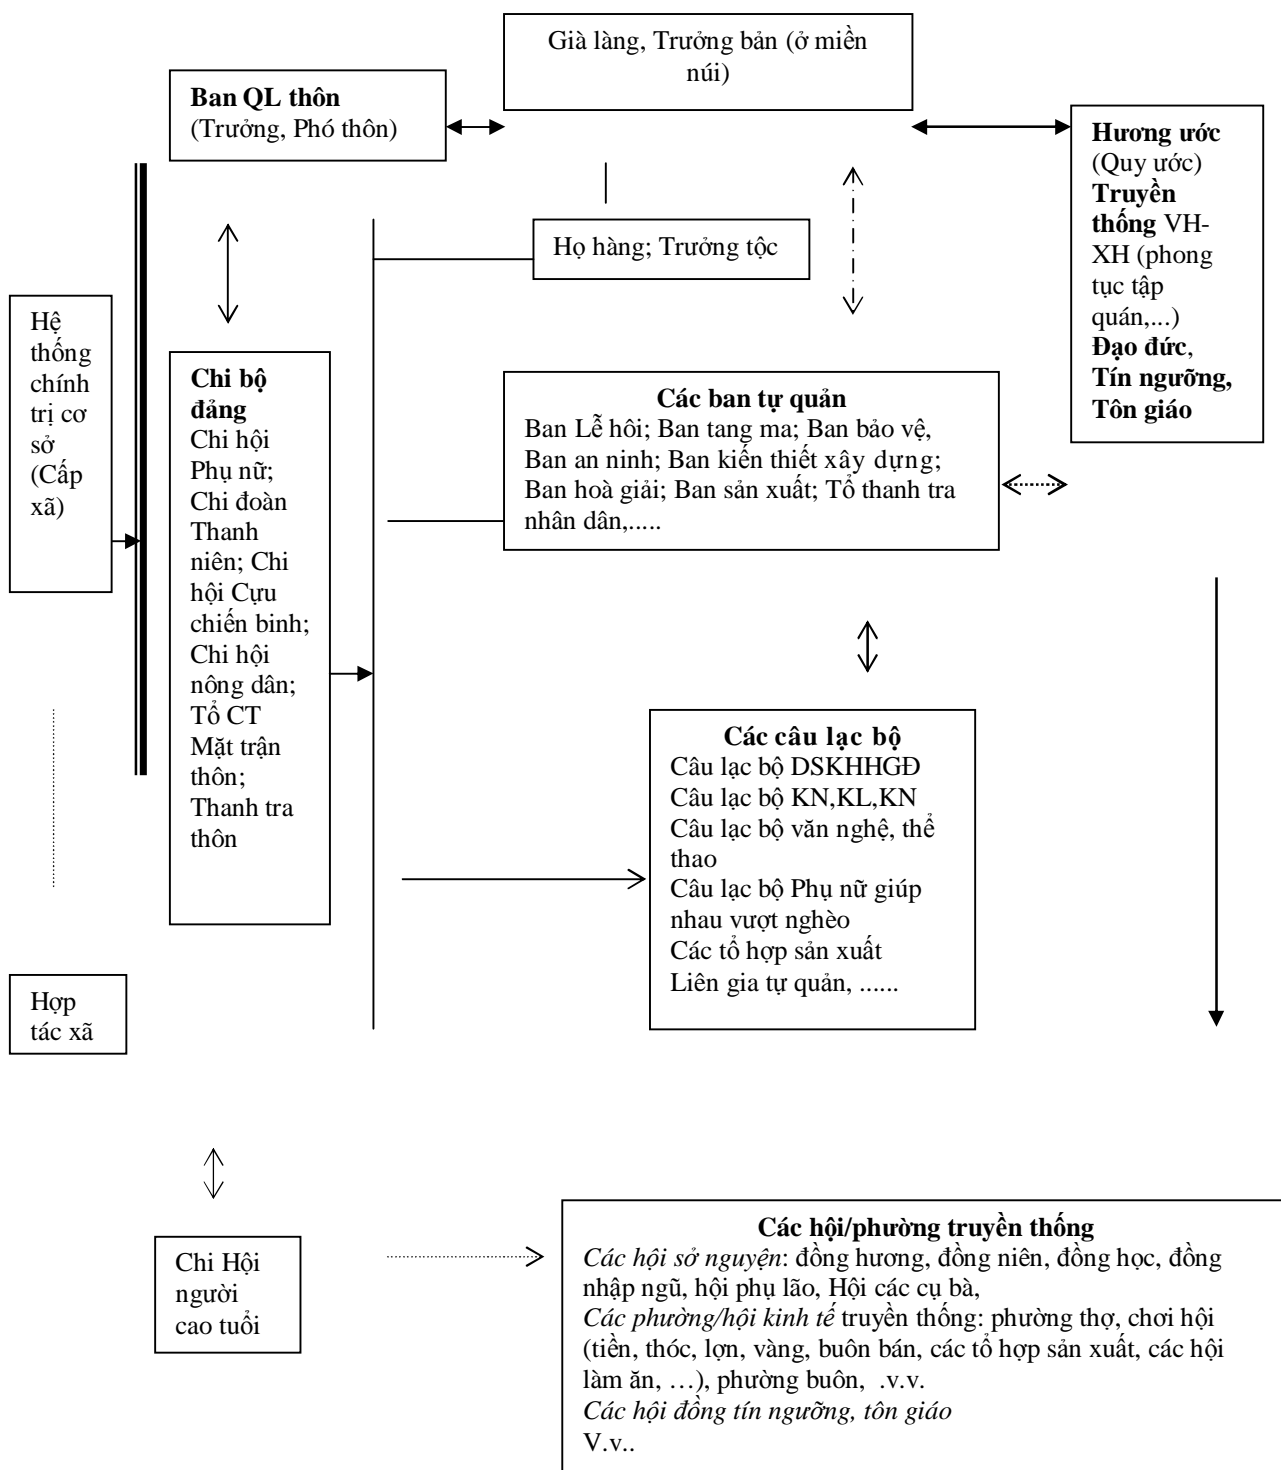 Già làng, Trưởng bản (ở miền
núi)
Ban QL thôn
(Trưởng, Phó thôn)
Hương ước
(Quy ước)
Truyền
thống VH-
XH (phong
tục tập
quán,...)
Đạo đức,
Tín ngưỡng,
Tôn giáo
Họ hàng; Trưởng tộc
Hệ
thống
chính
trị cơ
sở
(Cấp
xã)
Chi bộ
đảng
Chi hội
Phụ nữ;
Chi đoàn
Thanh
niên; Chi
hội Cựu
chiến binh;
Chi hội
nông dân;
Tổ CT
Mặt trận
thôn;
Thanh tra
thôn
Các ban tự quản
Ban Lễ hôi; Ban tang ma; Ban bảo vệ,
Ban an ninh; Ban kiến thiết xây dựng;
Ban hoà giải; Ban sản xuất; Tổ thanh tra
nhân dân,.....
Các câu lạc bộ
Câu lạc bộ DSKHHGĐ
Câu lạc bộ KN,KL,KN
Câu lạc bộ văn nghệ, thể
thao
Câu lạc bộ Phụ nữ giúp
nhau vượt nghèo
Các tổ hợp sản xuất
Liên gia tự quản, ......
Hợp
tác xã
Chi Hội
người
cao tuổi
Các hội/phường truyền thống
Các hội sở nguyện: đồng hương, đồng niên, đồng học, đồng
nhập ngũ, hội phụ lão, Hội các cụ bà,
Các phường/hội kinh tế truyền thống: phường thợ, chơi hội
(tiền, thóc, lợn, vàng, buôn bán, các tổ hợp sản xuất, các hội
làm ăn, …), phường buôn, .v.v.
Các hội đồng tín ngưỡng, tôn giáo
V.v..